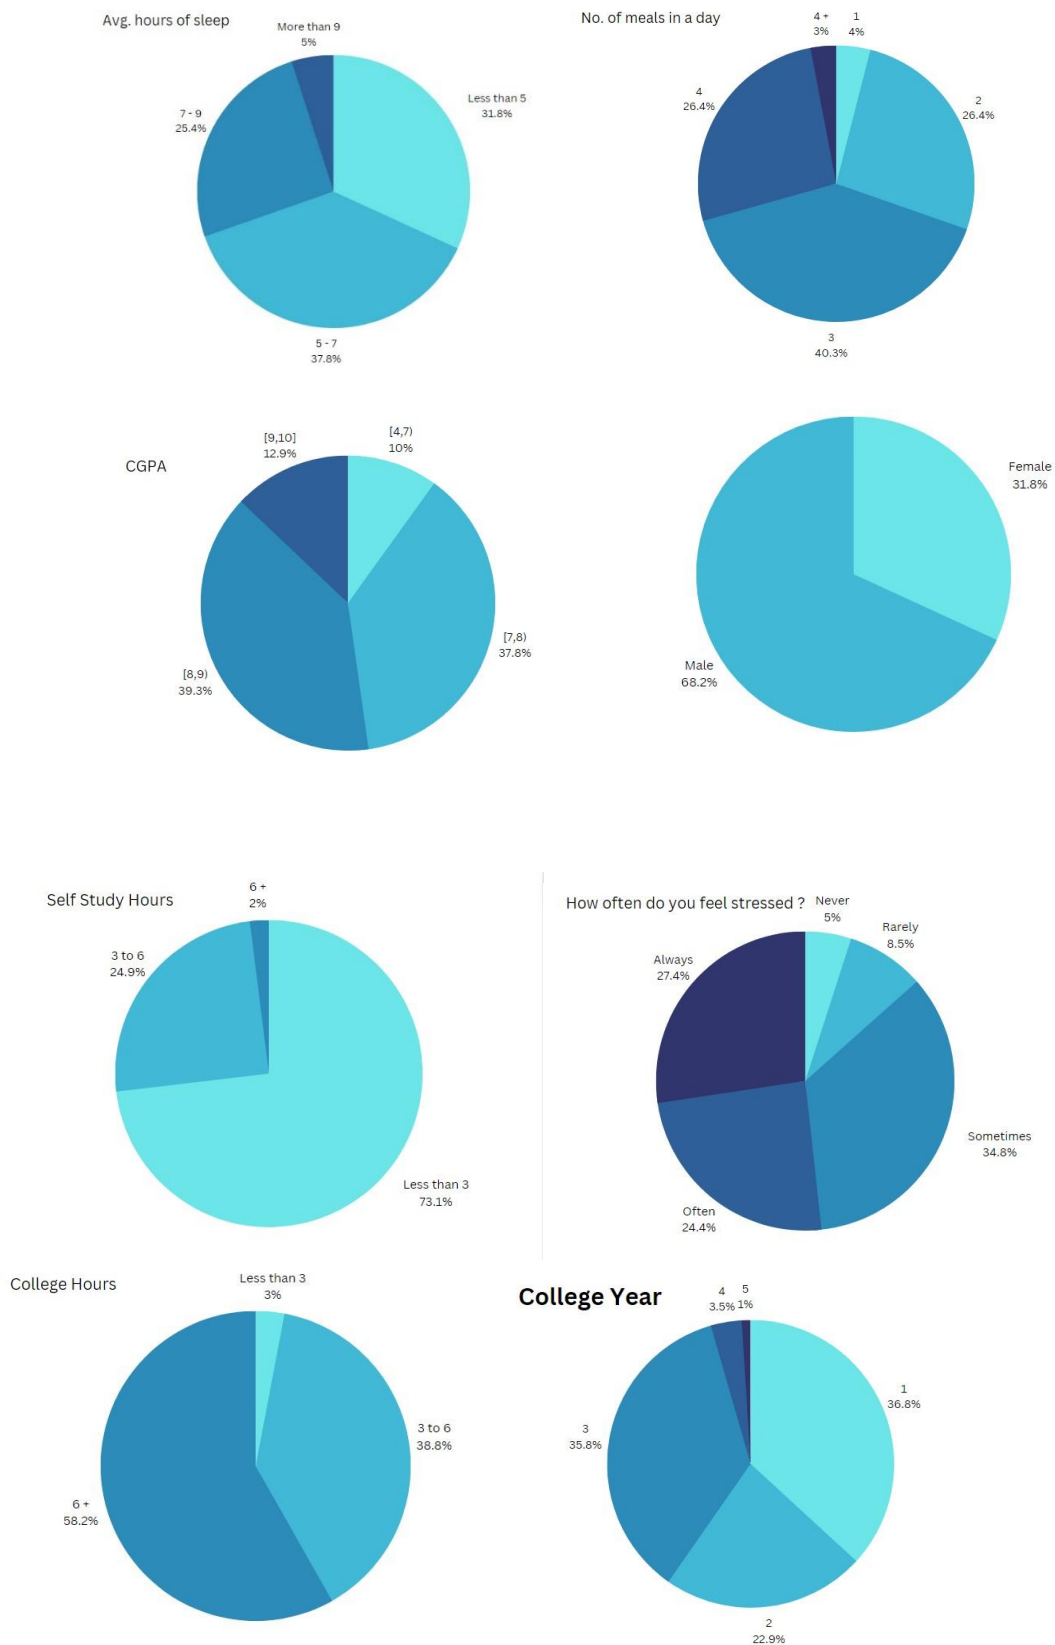 Avg. hours of sleep
More than 9
5%
Less than 5
31.8%
7 - 9
25.4%
5 - 7
37.8%
No. of meals in a day
4 +
3%
1
4%
4
26.4%
2
26.4%
3
40.3%
CGPA
[9,10]
12.9%
[4,7)
10%
[7,8)
37.8%
[8,9)
39.3%
Female
31.8%
Male
68.2%
Self Study Hours
6 +
2%
3 to 6
24.9%
Less than 3
73.1%
How often do you feel stressed ?
Never
5%
Rarely
8.5%
Always
27.4%
Sometimes
34.8%
Often
24.4%
College Hours
Less than 3
3%
3 to 6
38.8%
6 +
58.2%
College Year
4
3.5%
5
1%
1
36.8%
3
35.8%
2
22.9%